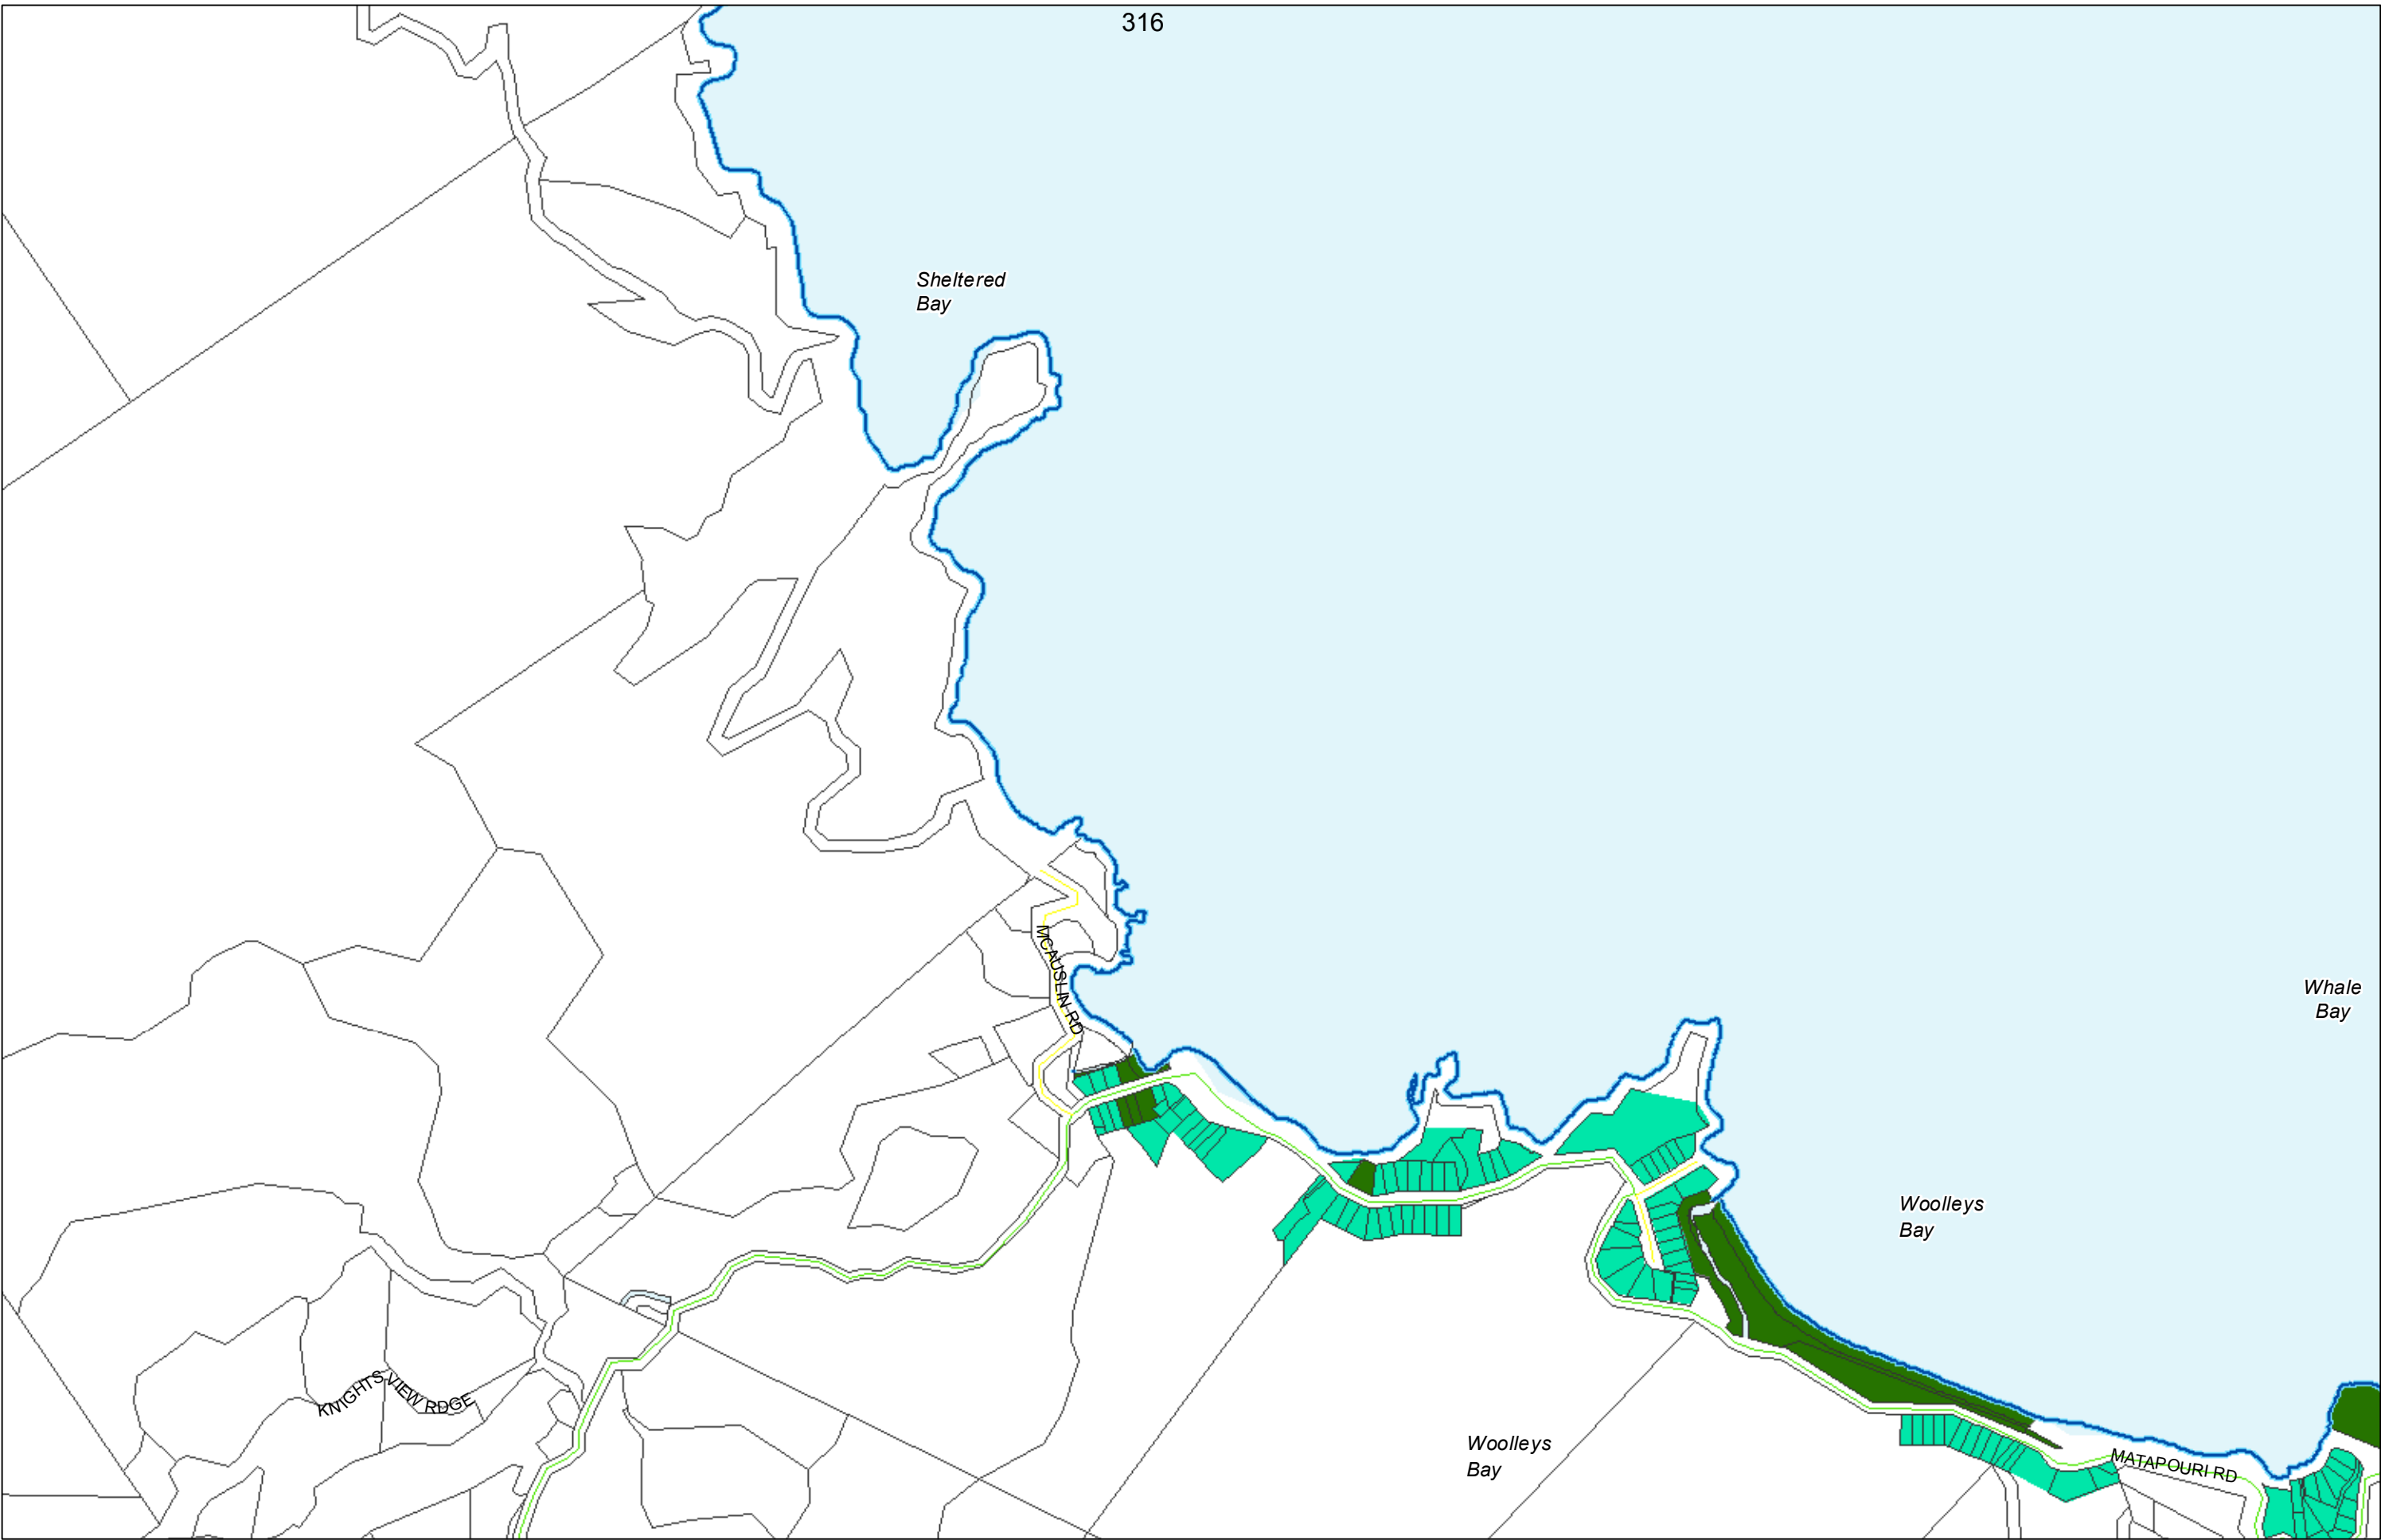 316
Sheltered
Bay
MCAUSLIN RD
Whale
Bay
Woolleys
Bay
KNIGHTS VIEW RDGE
Woolleys
Bay
MATAPOURI RD